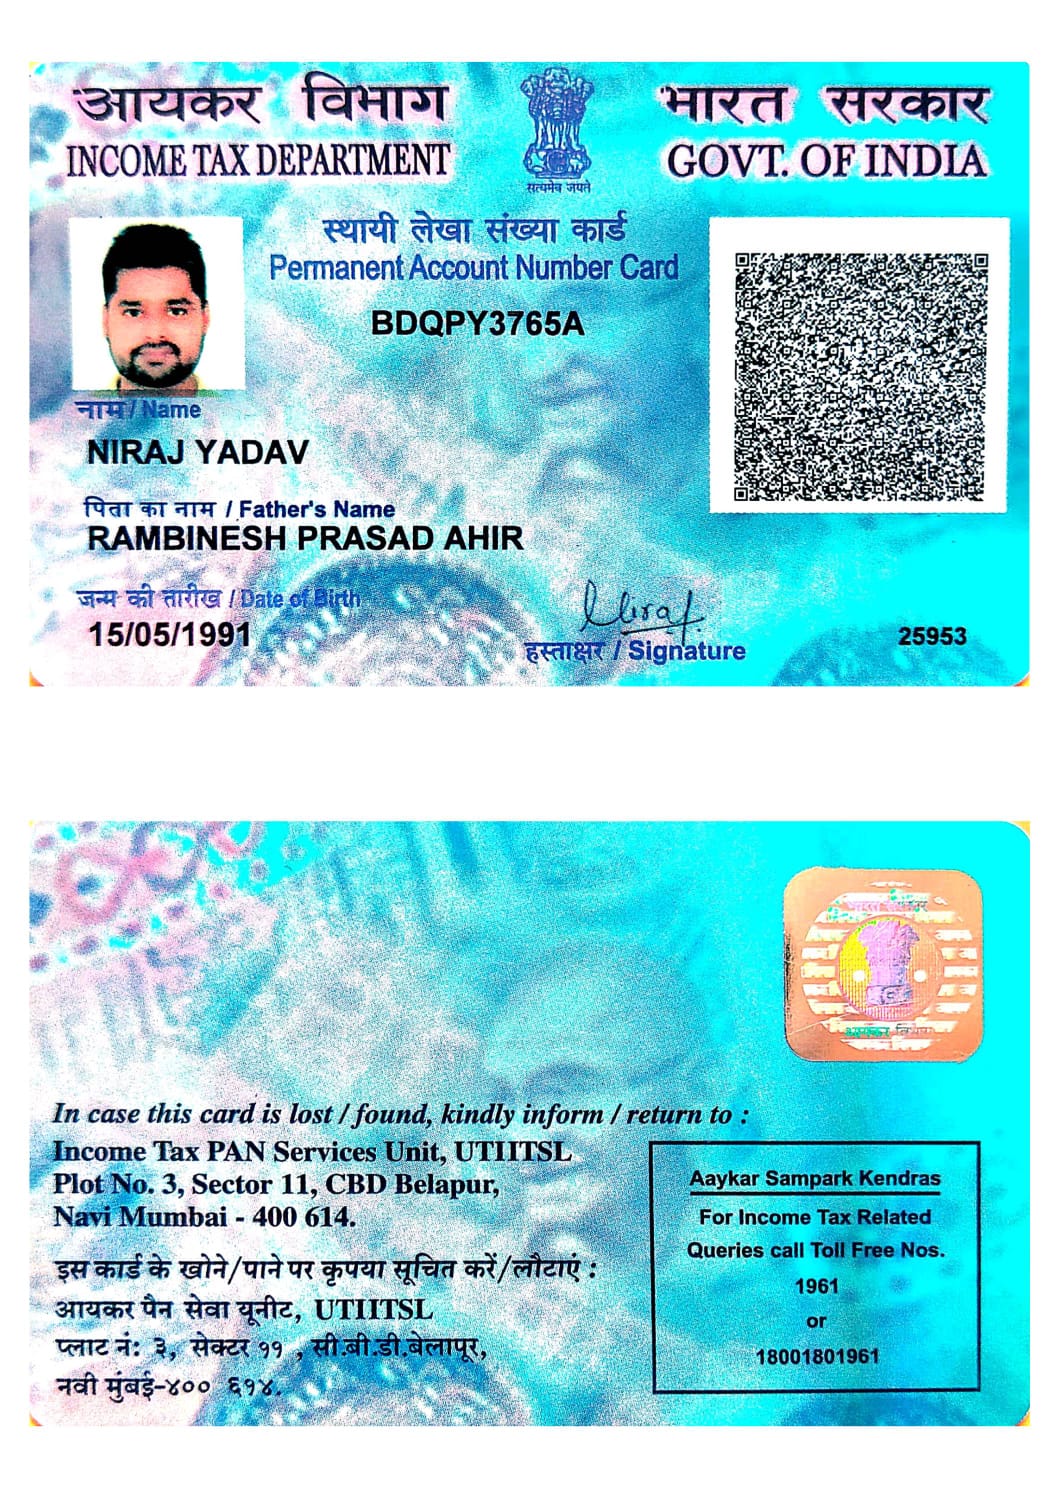 आयकर विभाग
INCOME TAX DEPARTMENT
सत्यमेव जयते
भारत सरकार
GOVT. OF INDIA
स्थायी लेखा संख्या कार्ड
Permanent Account Number Card
BDQPY3765A
नाम / Name
NIRAJ YADAV
पिता का नाम / Father's Name
RAMBINESH PRASAD AHIR
जन्म की तारीख / Date of Birth
15/05/1991
Niraj
हस्ताक्षर / Signature
25953
In case this card is lost / found, kindly inform / return to :
Income Tax PAN Services Unit, UTIITSL
Plot No. 3, Sector 11, CBD Belapur,
Navi Mumbai - 400 614.
इस कार्ड के खोने/पाने पर कृपया सूचित करें/लौटाएं :
आयकर पैन सेवा यूनीट, UTIITSL
प्लाट नं: ३, सेक्टर ११ , सी.बी.डी.बेलापूर,
नवी मुंबई-४०० ६१४.
Aaykar Sampark Kendras
For Income Tax Related
Queries call Toll Free Nos.
1961
or
18001801961